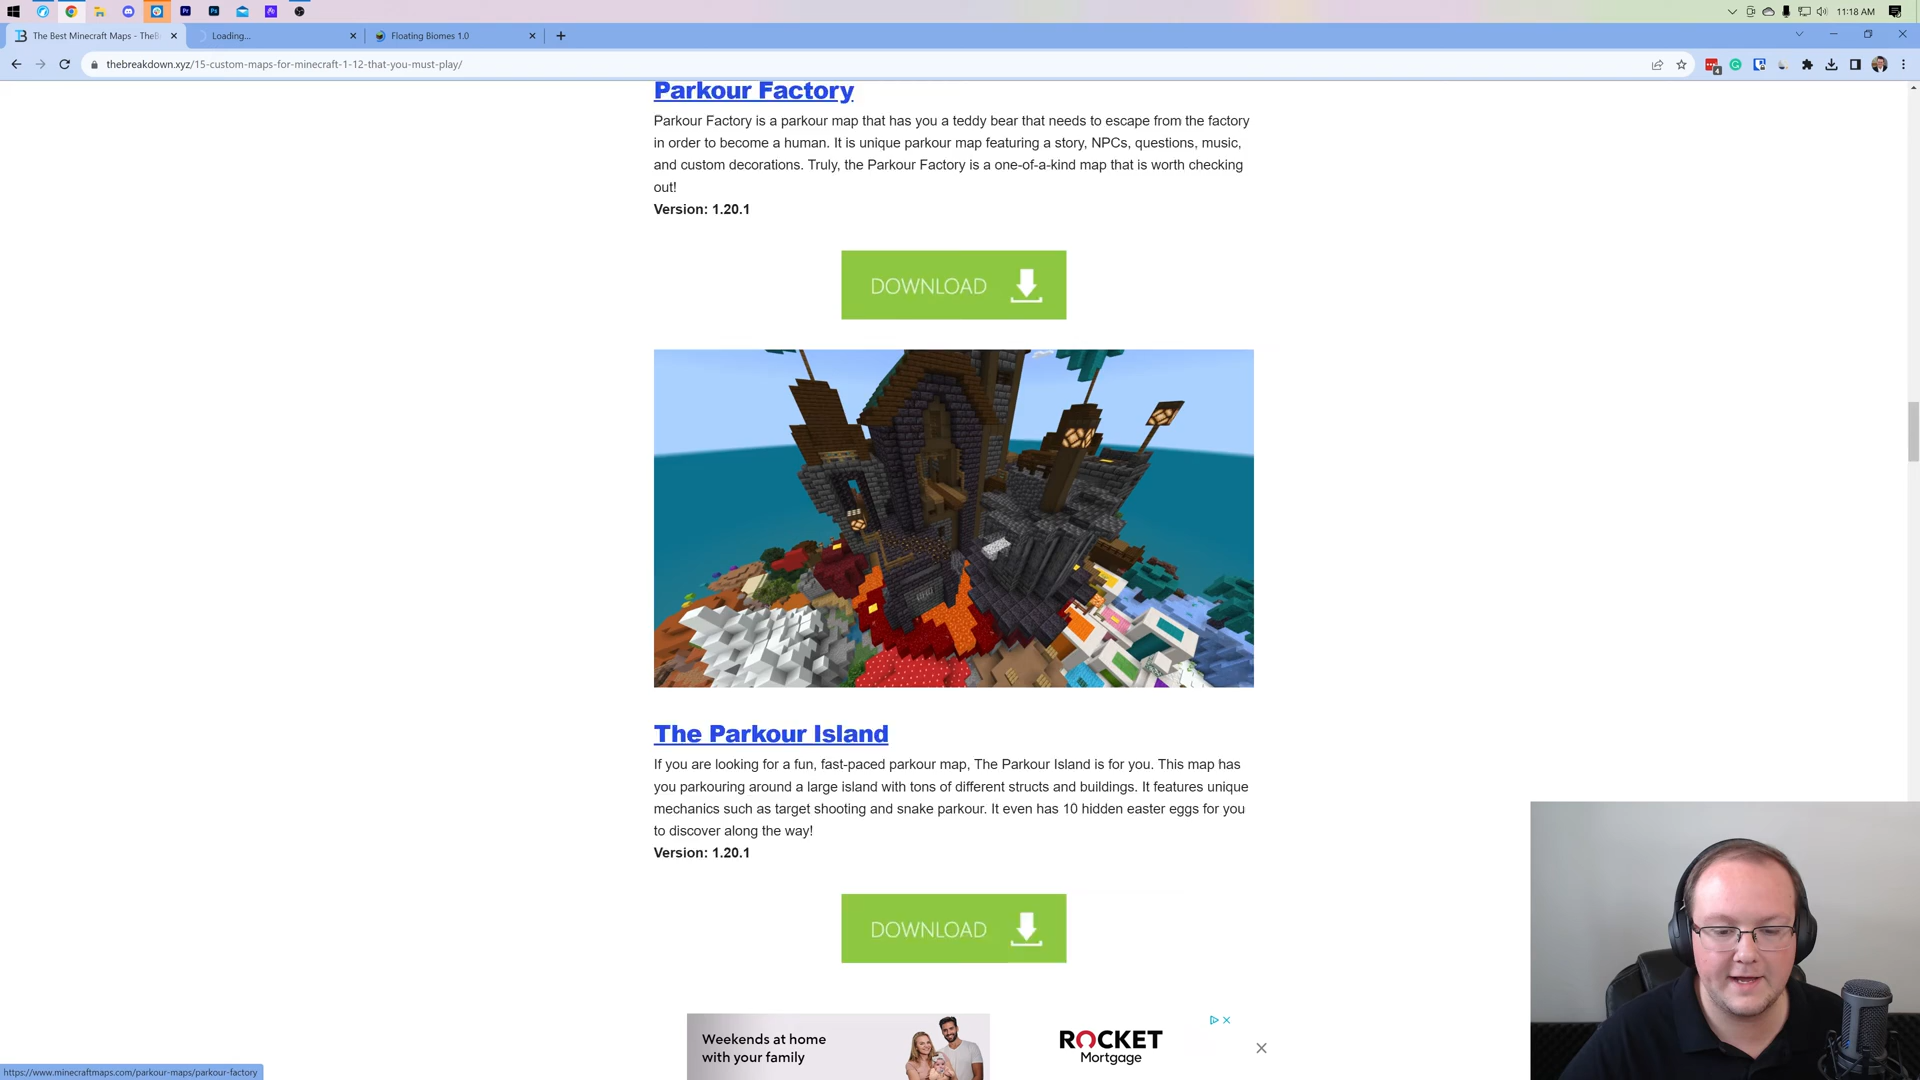 11:18 AM
The Best Minecraft Maps - TheB
Loading...
Floating Biomes 1.0
thebreakdown.xyz/15-custom-maps-for-minecraft-1-12-that-you-must-play/
Parkour Factory
Parkour Factory is a parkour map that has you a teddy bear that needs to escape from the factory
in order to become a human. It is unique parkour map featuring a story, NPCs, questions, music,
and custom decorations. Truly, the Parkour Factory is a one-of-a-kind map that is worth checking
out!
Version: 1.20.1
DOWNLOAD
The Parkour Island
If you are looking for a fun, fast-paced parkour map, The Parkour Island is for you. This map has
you parkouring around a large island with tons of different structs and buildings. It features unique
mechanics such as target shooting and snake parkour. It even has 10 hidden easter eggs for you
to discover along the way!
Version: 1.20.1
DOWNLOAD
Weekends at home
with your family
ROCKET
Mortgage
https://www.minecraftmaps.com/parkour-maps/parkour-factory